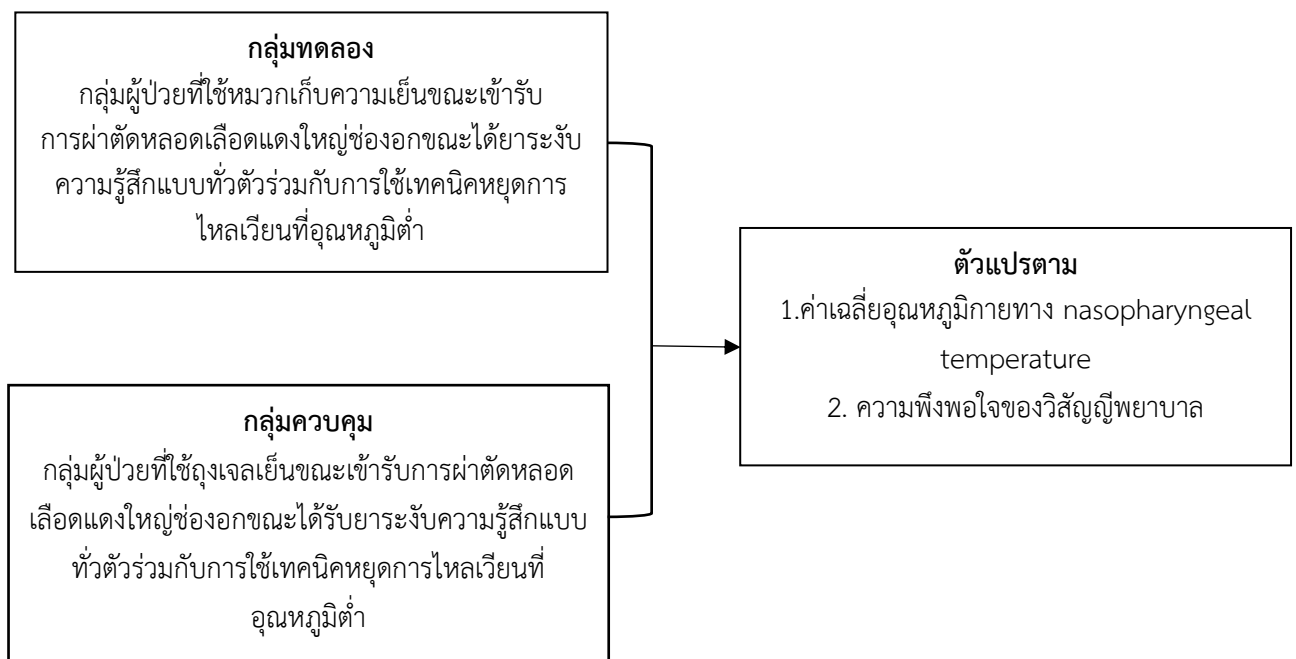 กลุ่มทดลอง
กลุ่มผู้ป่วยที่ใช้หมวกเก็บความเย็นขณะเข้ารับ
การผ่าตัดหลอดเลือดแดงใหญ่ช่องอกขณะได้ยาระงับ
ความรู้สึกแบบทั่วตัวร่วมกับการใช้เทคนิคหยุดการ
ไหลเวียนที่อุณหภูมิต่ำ
ตัวแปรตาม
1.ค่าเฉลี่ยอุณหภูมิกายทาง nasopharyngeal
temperature
2. ความพึงพอใจของวิสัญญีพยาบาล
กลุ่มควบคุม
กลุ่มผู้ป่วยที่ใช้ถุงเจลเย็นขณะเข้ารับการผ่าตัดหลอด
เลือดแดงใหญ่ช่องอกขณะได้รับยาระงับความรู้สึกแบบ
ทั่วตัวร่วมกับการใช้เทคนิคหยุดการไหลเวียนที่
อุณหภูมิต่ำ